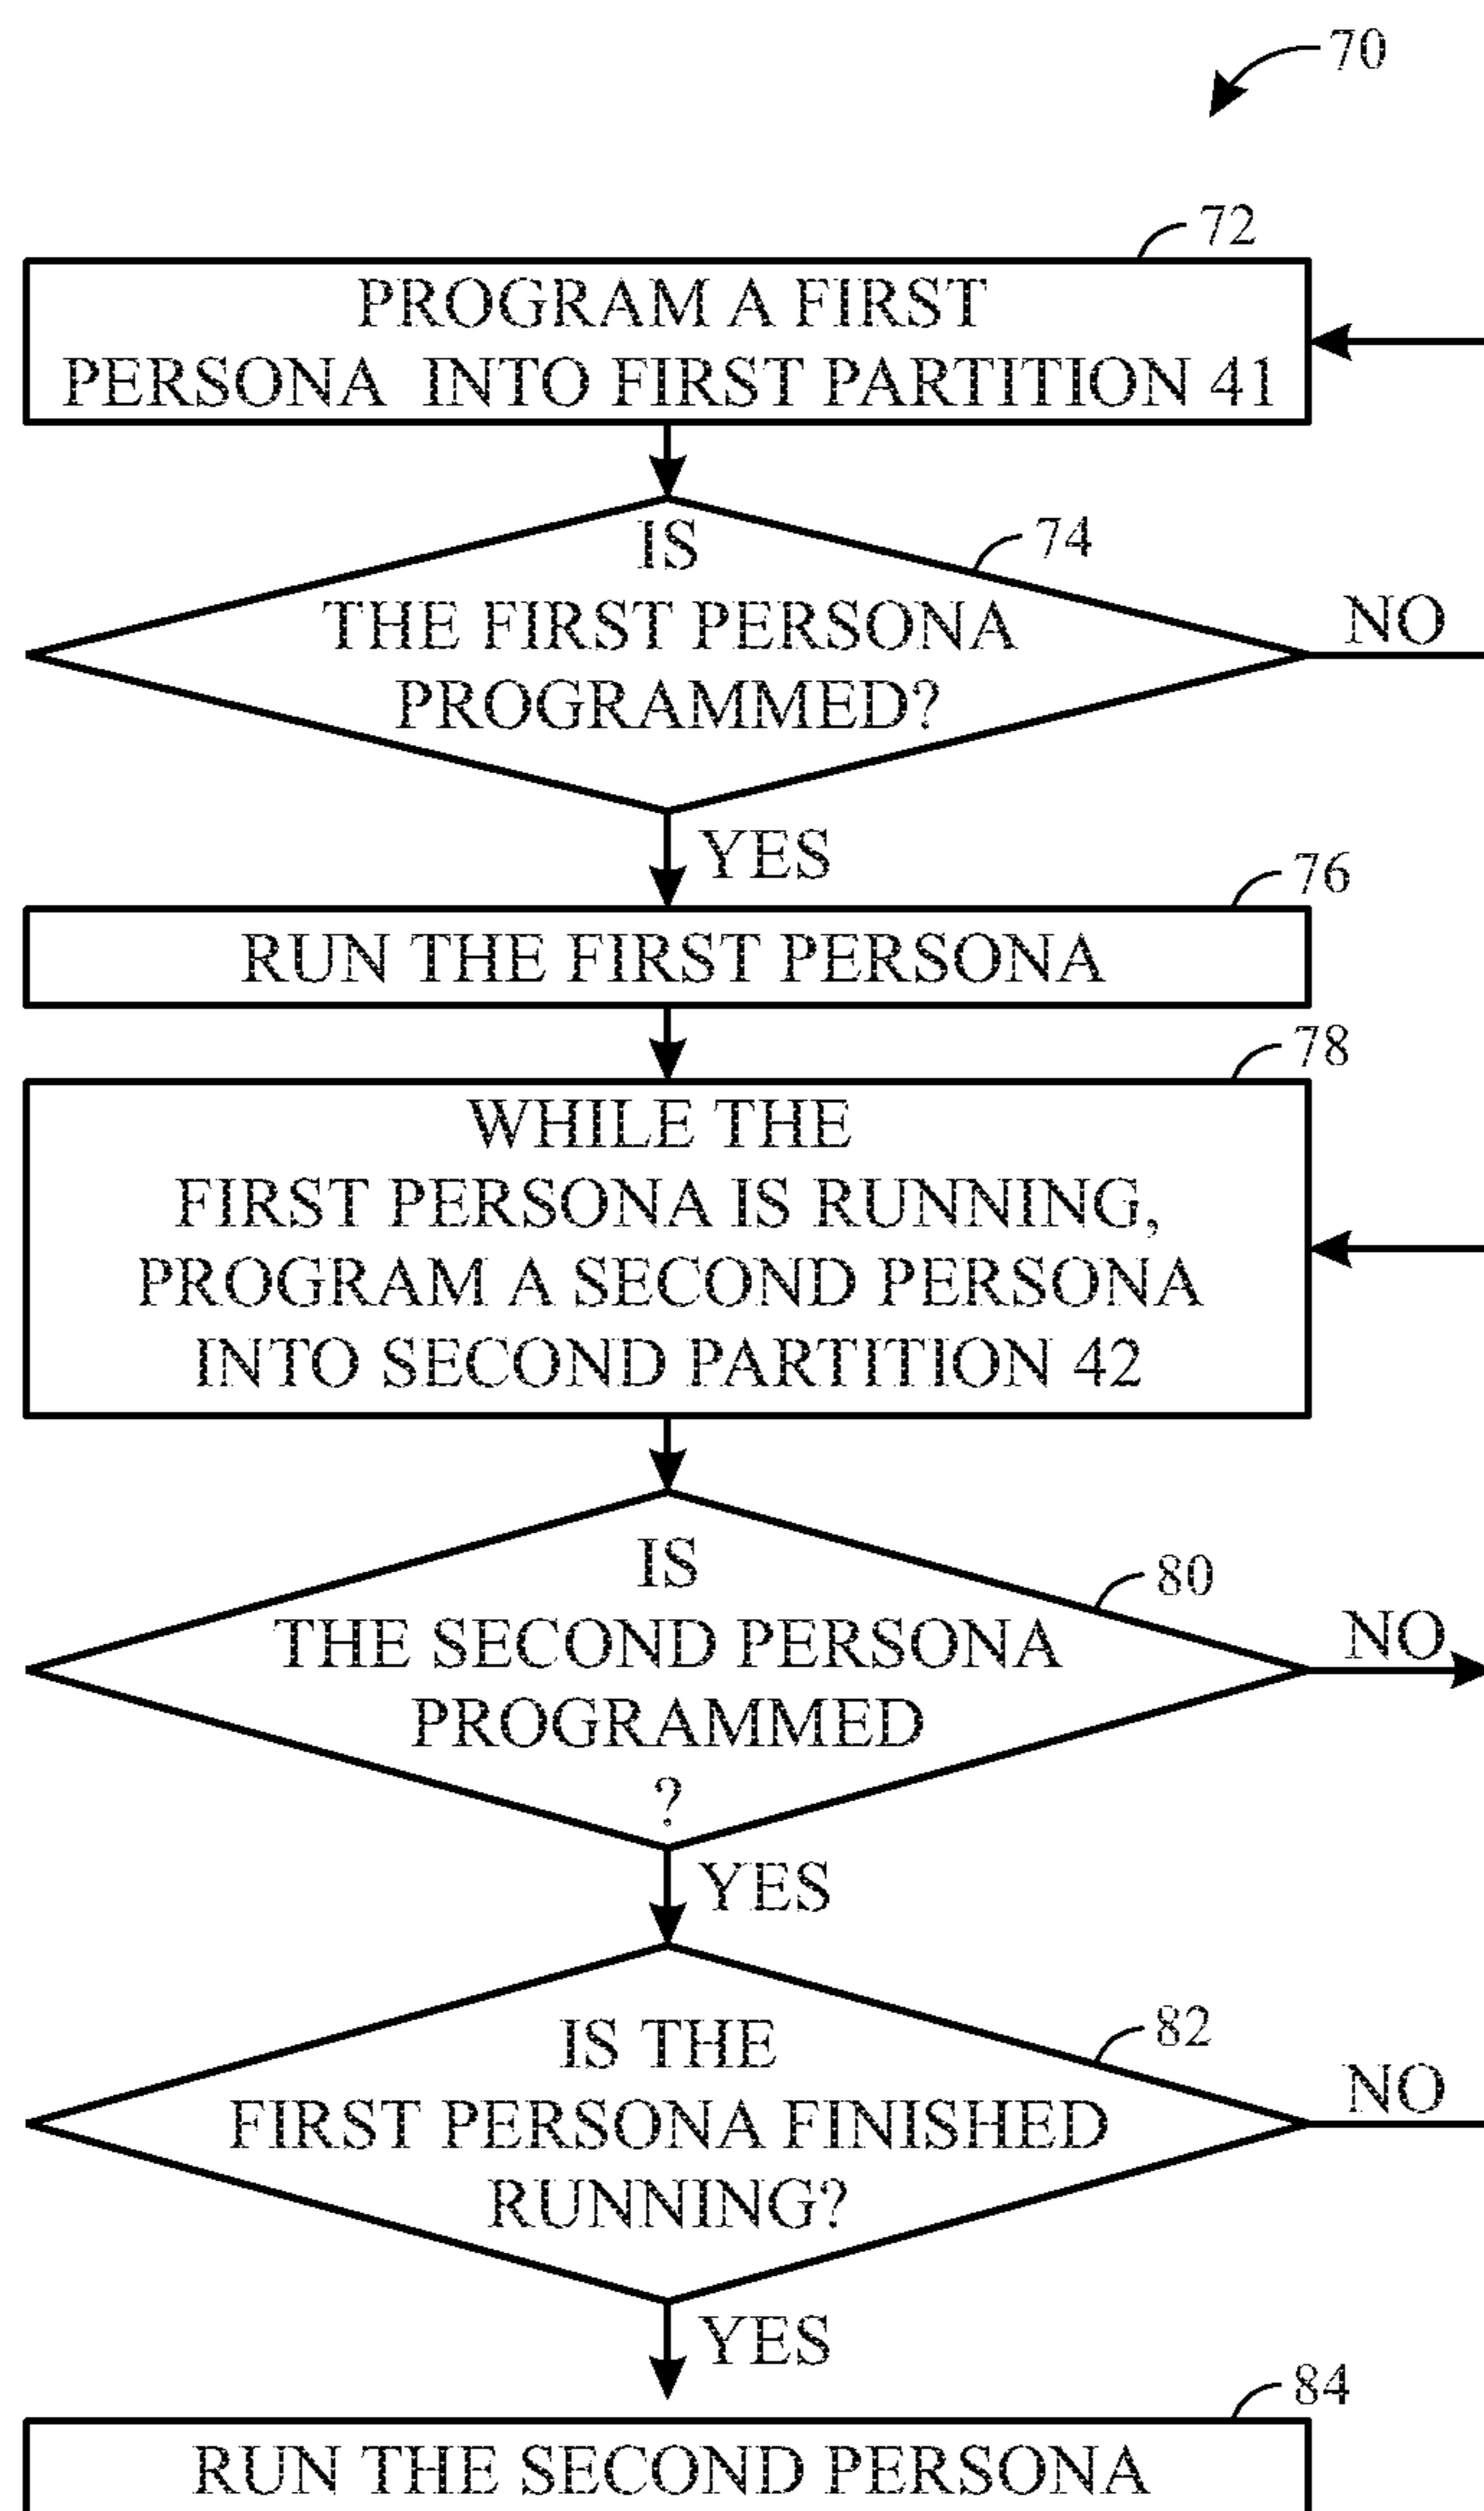 70
72
PROGRAM A FIRST
PERSONA INTO FIRST PARTITION 41
IS
74
THE FIRST PERSONA
NO
PROGRAMMED?
YES
76
RUN THE FIRST PERSONA
78
WHILE THE
FIRST PERSONA IS RUNNING,
PROGRAM A SECOND PERSONA
INTO SECOND PARTITION 42
IS
80
THE SECOND PERSONA
NO
PROGRAMMED
?
YES
82
IS THE
NO
FIRST PERSONA FINISHED
RUNNING?
YES
84
RUN THE SECOND PERSONA